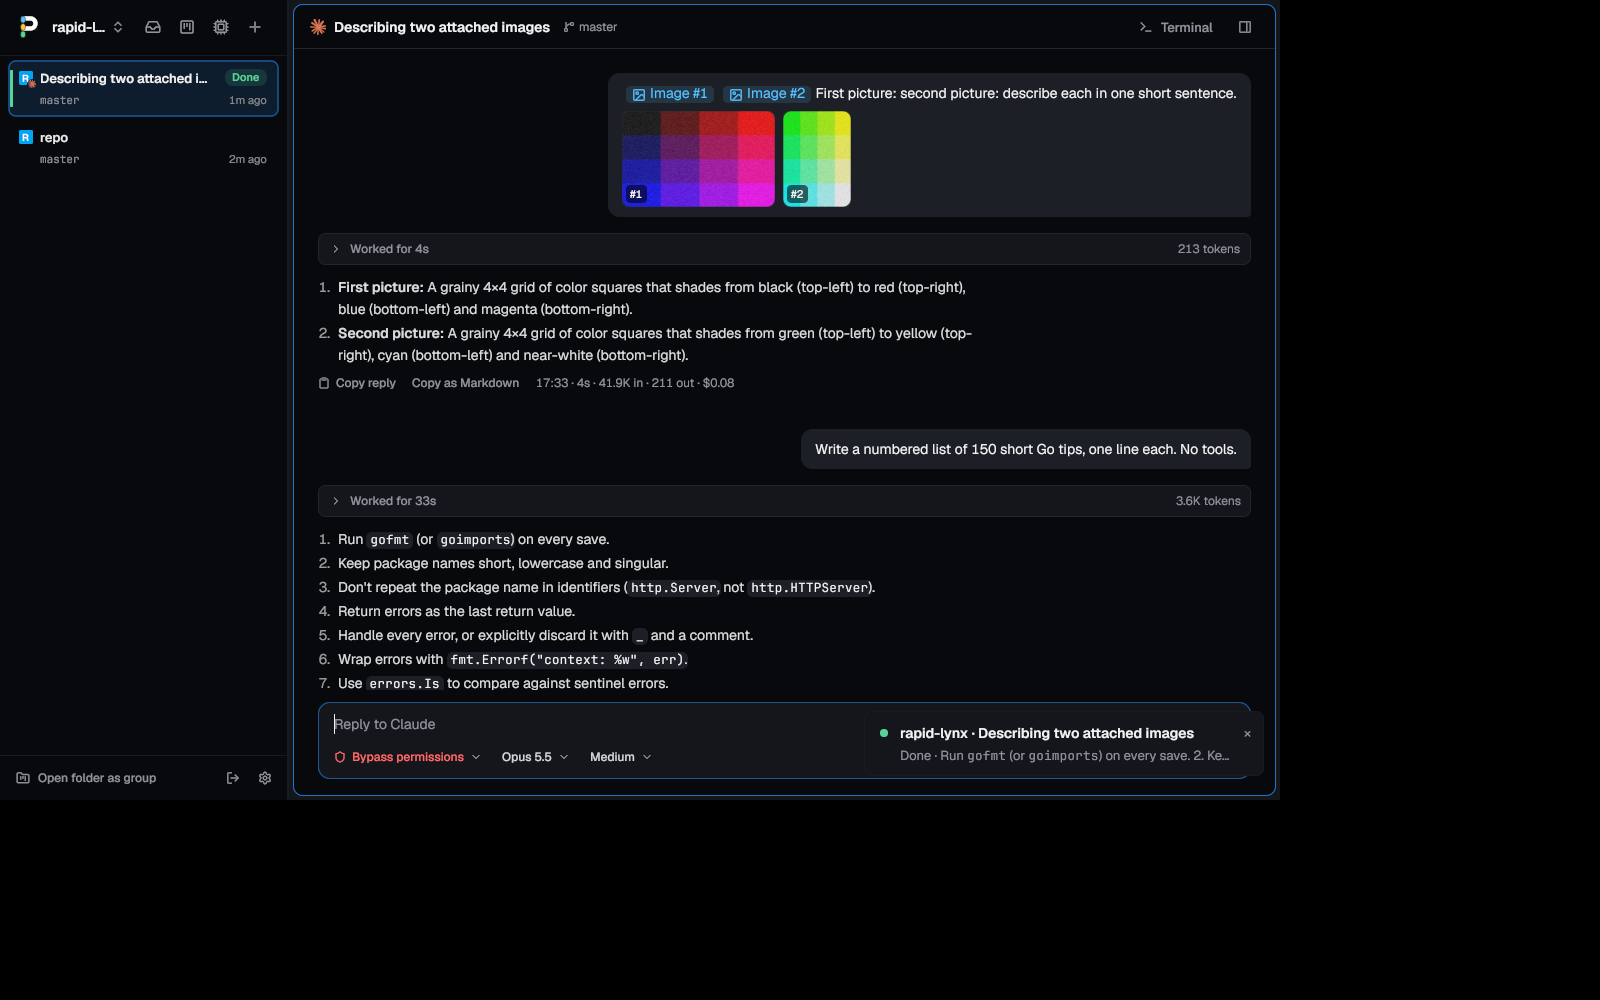 rapid-L...
Describing two attached i...
Done
master
1m ago
R
repo
master
2m ago
Open folder as group
Describing two attached images
master
Terminal
Image #1 Image #2 First picture: second picture: describe each in one short sentence.
#1
#2
Worked for 4s
213 tokens
1. First picture: A grainy 4×4 grid of color squares that shades from black (top-left) to red (top-right),
blue (bottom-left) and magenta (bottom-right).
2. Second picture: A grainy 4×4 grid of color squares that shades from green (top-left) to yellow (top-
right), cyan (bottom-left) and near-white (bottom-right).
Copy reply Copy as Markdown 17:33 · 4s · 41.9K in · 211 out · $0.08
Write a numbered list of 150 short Go tips, one line each. No tools.
Worked for 33s
3.6K tokens
1. Run gofmt (or goimports) on every save.
2. Keep package names short, lowercase and singular.
3. Don't repeat the package name in identifiers (http.Server, not http.HTTPServer).
4. Return errors as the last return value.
5. Handle every error, or explicitly discard it with _ and a comment.
6. Wrap errors with fmt.Errorf("context: %w", err).
7. Use errors.Is to compare against sentinel errors.
Reply to Claude
Bypass permissions
Opus 5.5
Medium
rapid-lynx · Describing two attached images
×
Done · Run gofmt (or goimports) on every save. 2. Ke...